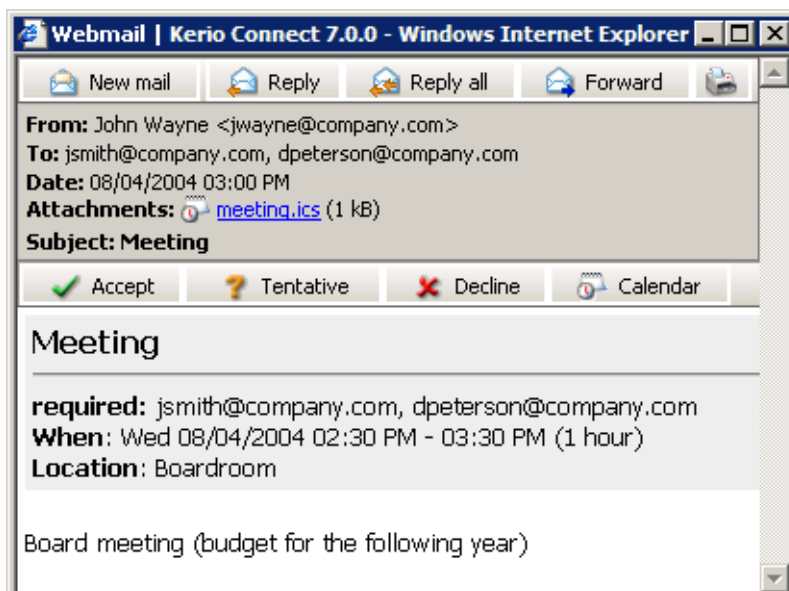 Webmail | Kerio Connect 7.0.0 - Windows Internet Explorer
New mail Reply Reply all Forward
From: John Wayne <jwayne@company.com>
To: jsmith@company.com, dpeterson@company.com
Date: 08/04/2004 03:00 PM
Attachments: meeting.ics (1 kB)
Subject: Meeting
Accept Tentative Decline Calendar
Meeting
required: jsmith@company.com, dpeterson@company.com
When: Wed 08/04/2004 02:30 PM - 03:30 PM (1 hour)
Location: Boardroom
Board meeting (budget for the following year)